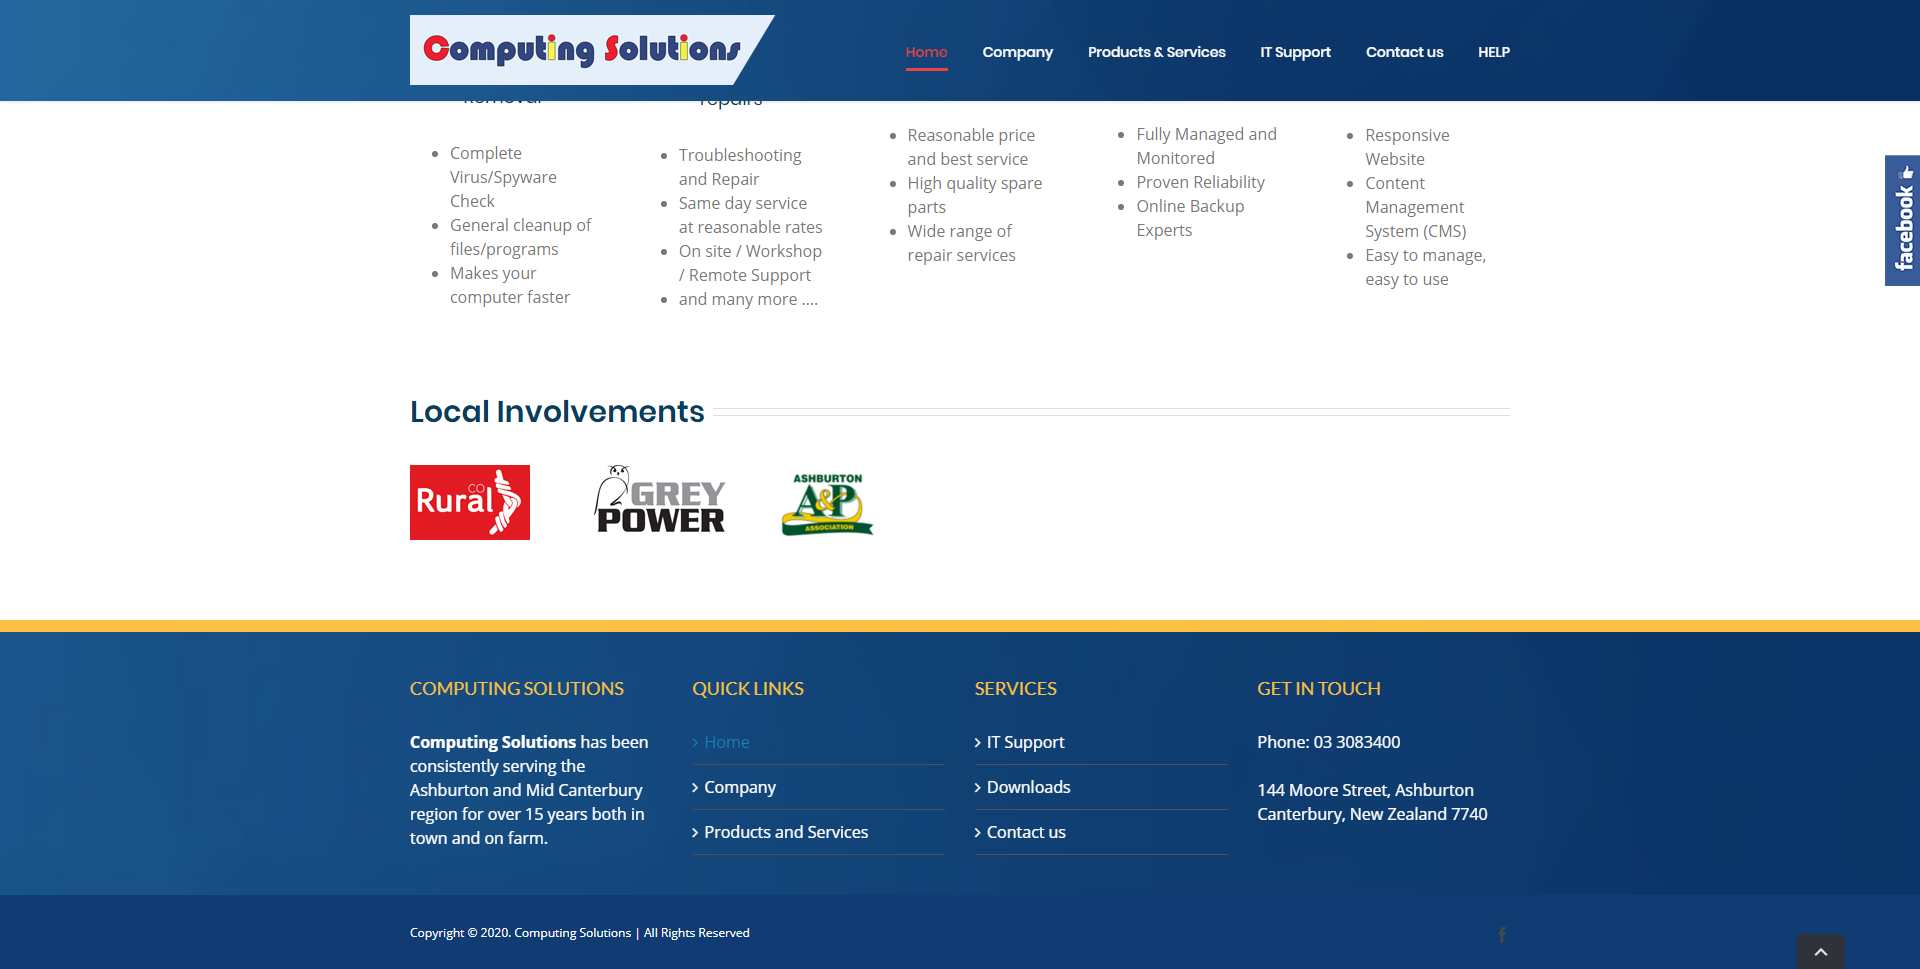 Computing Solutions
Home
Company
Products & Services
IT Support
Contact us
HELP
Removal
repairs
Complete
Virus/Spyware
Check
General cleanup of
files/programs
Makes your
computer faster
Troubleshooting
and Repair
Same day service
at reasonable rates
On site / Workshop
/ Remote Support
and many more ....
Reasonable price
and best service
High quality spare
parts
Wide range of
repair services
Fully Managed and
Monitored
Proven Reliability
Online Backup
Experts
Responsive
Website
Content
Management
System (CMS)
Easy to manage,
easy to use
facebook
Local Involvements
Rural CO
GREY
POWER
ASHBURTON
A&P
ASSOCIATION
COMPUTING SOLUTIONS
Computing Solutions has been
consistently serving the
Ashburton and Mid Canterbury
region for over 15 years both in
town and on farm.
QUICK LINKS
Home
Company
Products and Services
SERVICES
IT Support
Downloads
Contact us
GET IN TOUCH
Phone: 03 3083400
144 Moore Street, Ashburton
Canterbury, New Zealand 7740
Copyright © 2020. Computing Solutions | All Rights Reserved